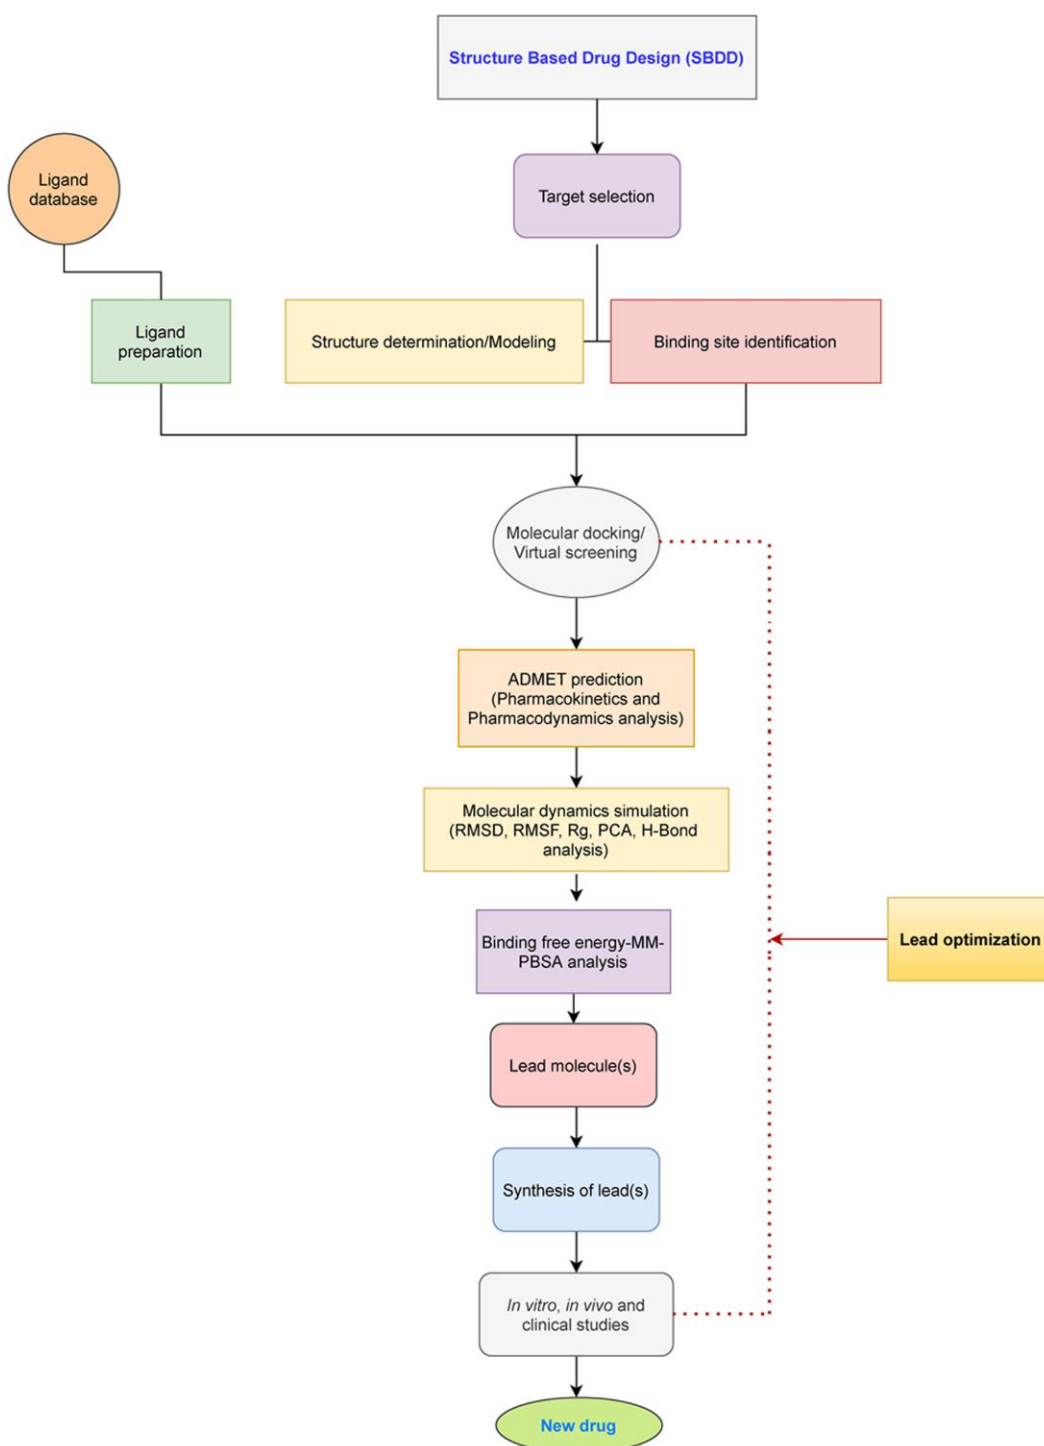 Structure Based Drug Design (SBDD)
Ligand
database
Target selection
Ligand
preparation
Structure determination/Modeling
Binding site identification
Molecular docking/
Virtual screening
ADMET prediction
(Pharmacokinetics and
Pharmacodynamics analysis)
Molecular dynamics simulation
(RMSD, RMSF, Rg, PCA, H-Bond
analysis)
Binding free energy-MM-
PBSA analysis
Lead optimization
Lead molecule(s)
Synthesis of lead(s)
In vitro, in vivo and
clinical studies
New drug